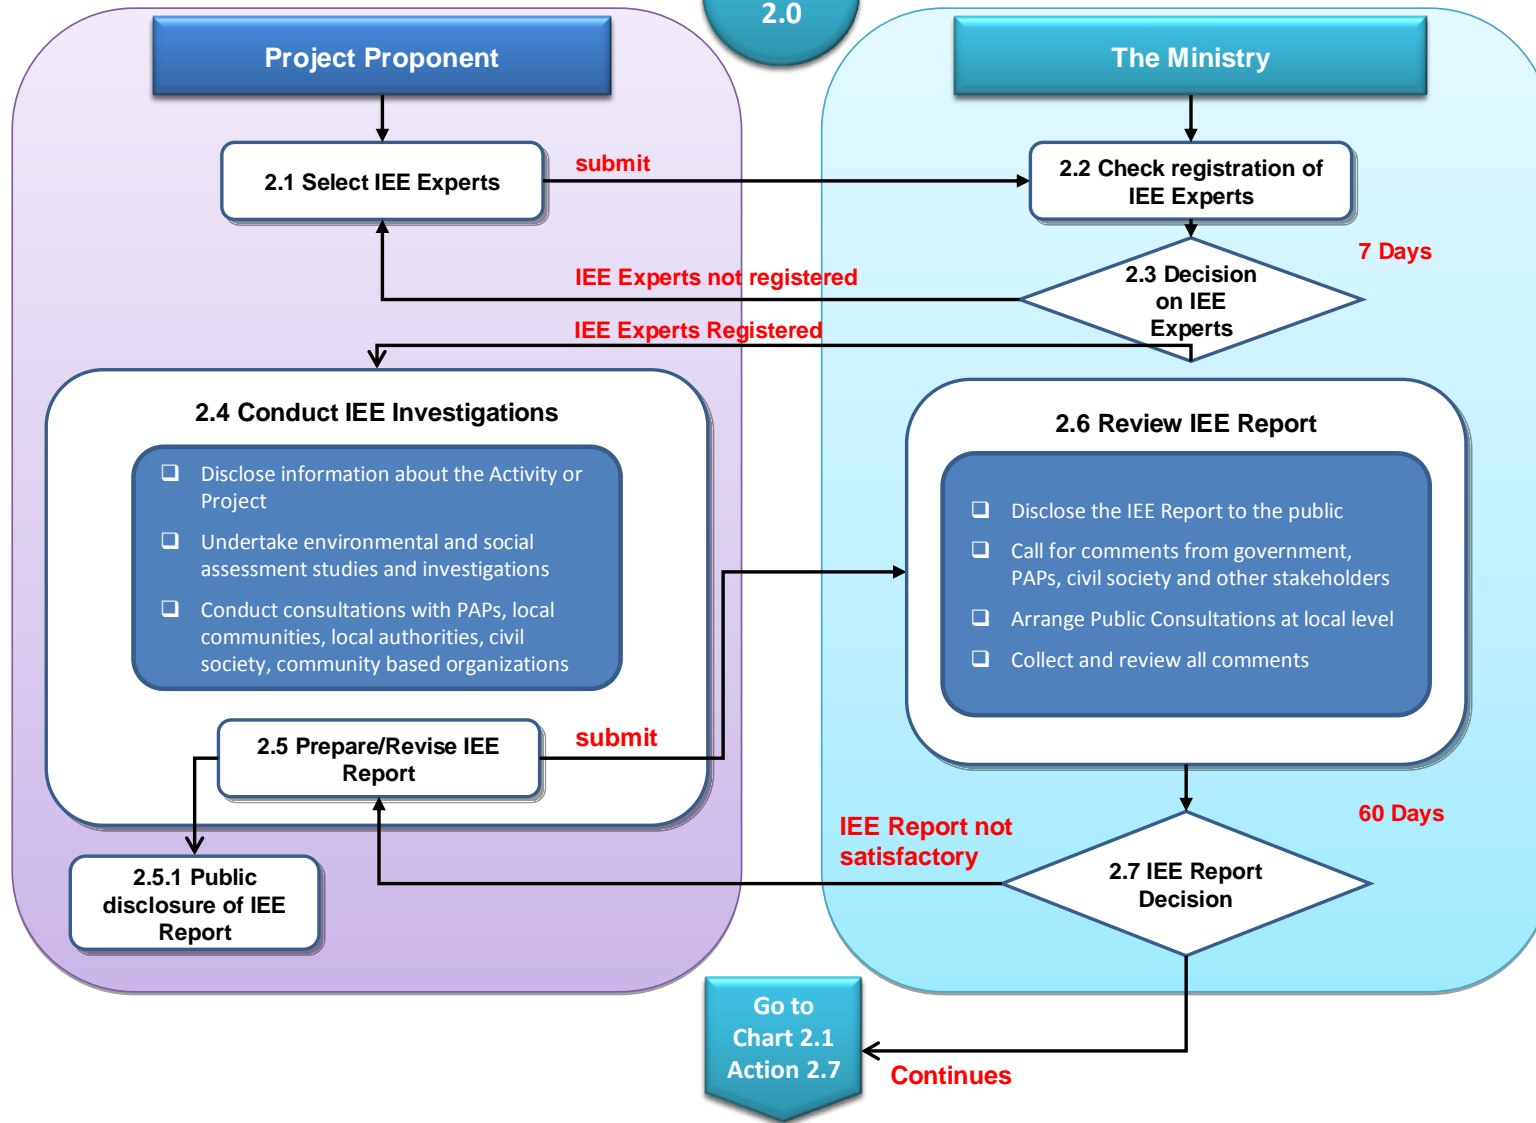 2.0
Project Proponent
The Ministry
2.1 Select IEE Experts
submit
2.2 Check registration of
IEE Experts
7 Days
IEE Experts not registered
2.3 Decision
on IEE
Experts
IEE Experts Registered
2.4 Conduct IEE Investigations
❑ Disclose information about the Activity or
Project
❑ Undertake environmental and social
assessment studies and investigations
❑ Conduct consultations with PAPs, local
communities, local authorities, civil
society, community based organizations
2.6 Review IEE Report
❑ Disclose the IEE Report to the public
❑ Call for comments from government,
PAPs, civil society and other stakeholders
❑ Arrange Public Consultations at local level
❑ Collect and review all comments
2.5 Prepare/Revise IEE
Report
submit
60 Days
IEE Report not
satisfactory
2.7 IEE Report
Decision
2.5.1 Public
disclosure of IEE
Report
Go to
Chart 2.1
Action 2.7
Continues